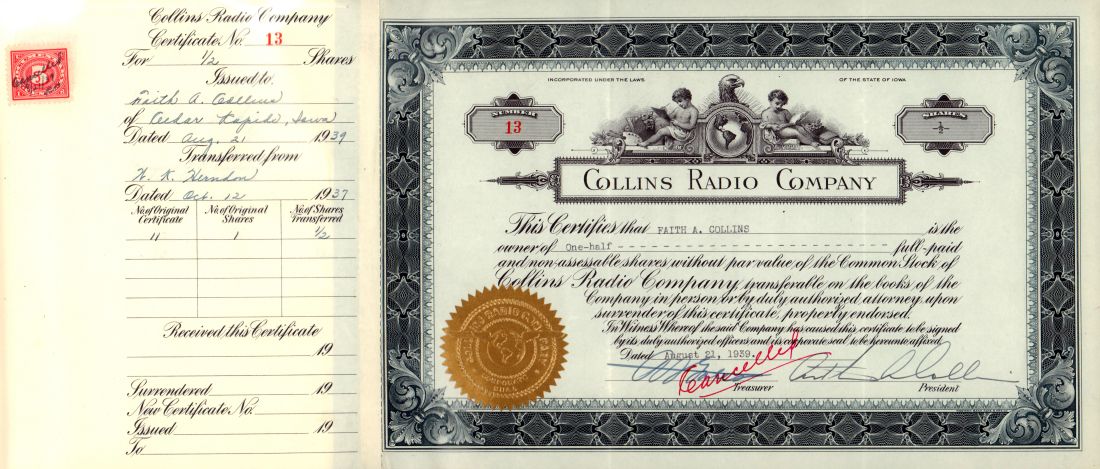 Collins Radio Company
Certificate No. 13
For 1/2 Shares
Issued to
Faith A. Collins
of Cedar Rapids, Iowa
Dated Aug. 21 1939
Transferred from
W. K. Herndon
Dated Oct. 12 1937
No. of Original Certificate No. of Original Shares No. of Shares Transferred
11 1 1/2
Received this Certificate
19
Surrendered 19
New Certificate No.
Issued 19
To
INCORPORATED UNDER THE LAWS OF THE STATE OF IOWA
NUMBER
13
SHARES
-½-
COLLINS RADIO COMPANY
This Certifies that FAITH A. COLLINS is the
owner of One-half - - - - - - - - - - - - - - - - - - - - - - - - - - full-paid
and non-assessable shares without par value, of the Common Stock of
Collins Radio Company, transferable on the books of the
Company in person or by duly authorized attorney upon
surrender of this certificate, properly endorsed.
In Witness Whereof the said Company has caused this certificate to be signed
by its duly authorized officers and its corporate seal to be hereunto affixed.
Dated August 21, 1939.
Cancelled
Arthur A. Collins
Treasurer President